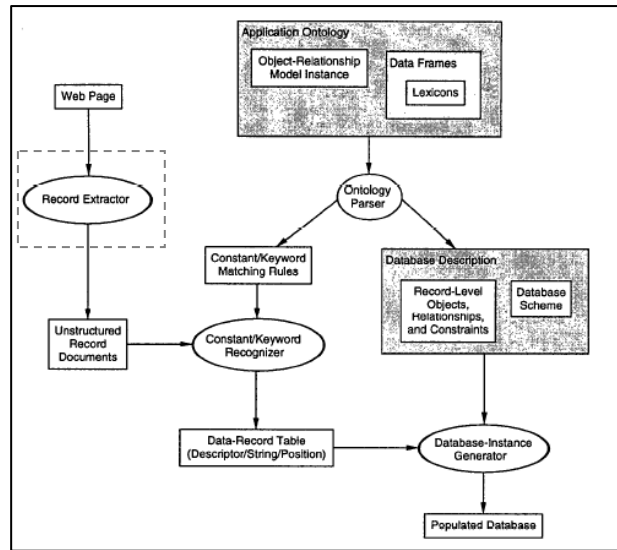 Application Ontology
Object-Relationship
Model Instance
Data Frames
Lexicons
Web Page
Record Extractor
Ontology
Parser
Constant/Keyword
Matching Rules
Database Description
Record-Level
Objects,
Relationships,
and Constraints
Database
Scheme
Unstructured
Record
Documents
Constant/Keyword
Recognizer
Data-Record Table
(Descriptor/String/Position)
Database-Instance
Generator
Populated Database